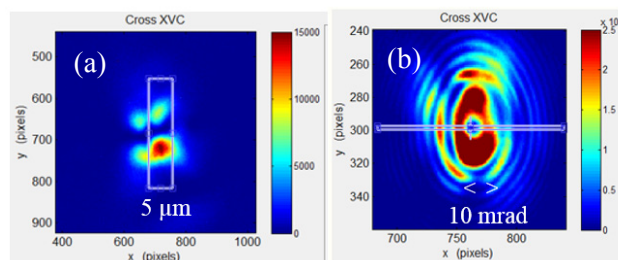 Cross XVC
(a)
15000
10000
5000
0
500
600
700
800
900
y (pixels)
5 µm
400 600 800 1000
x (pixels)
Cross XVC
(b)
x 10
2.5
2
1.5
1
0.5
0
240
260
280
300
320
340
y (pixels)
< >
10 mrad
700 750 800
x (pixels)